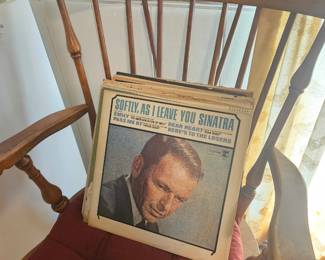 SOFTLY, AS I LEAVE YOU SINATRA
EMILY DEAR HEART
PASS ME BY HERE'S TO THE LOSERS